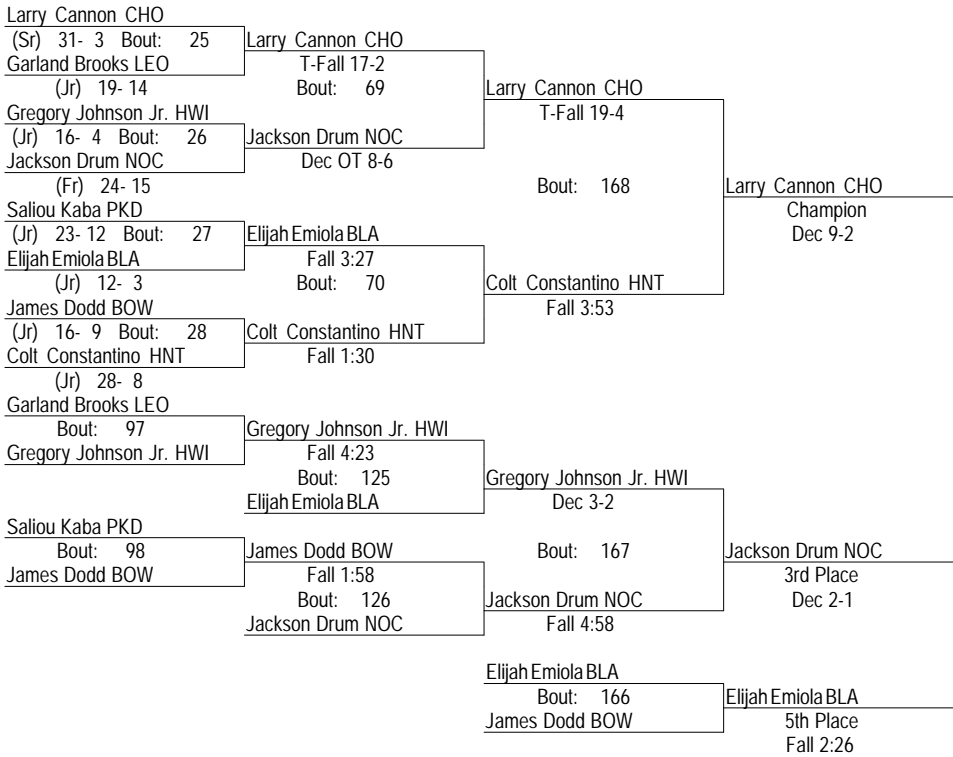 Larry Cannon CHO
(Sr) 31- 3 Bout: 25 Larry Cannon CHO
Garland Brooks LEO T-Fall 17-2
(Jr) 19- 14 Bout: 69 Larry Cannon CHO
Gregory Johnson Jr. HWI T-Fall 19-4
(Jr) 16- 4 Bout: 26 Jackson Drum NOC
Jackson Drum NOC Dec OT 8-6
(Fr) 24- 15 Bout: 168 Larry Cannon CHO
Saliou Kaba PKD Champion
(Jr) 23- 12 Bout: 27 Elijah Emiola BLA Dec 9-2
Elijah Emiola BLA Fall 3:27
(Jr) 12- 3 Bout: 70 Colt Constantino HNT
James Dodd BOW Fall 3:53
(Jr) 16- 9 Bout: 28 Colt Constantino HNT
Colt Constantino HNT Fall 1:30
(Jr) 28- 8
Garland Brooks LEO
Bout: 97 Gregory Johnson Jr. HWI
Gregory Johnson Jr. HWI Fall 4:23
Bout: 125 Gregory Johnson Jr. HWI
Elijah Emiola BLA Dec 3-2
Saliou Kaba PKD
Bout: 98 James Dodd BOW Bout: 167 Jackson Drum NOC
James Dodd BOW Fall 1:58 3rd Place
Bout: 126 Jackson Drum NOC Dec 2-1
Jackson Drum NOC Fall 4:58
Elijah Emiola BLA
Bout: 166 Elijah Emiola BLA
James Dodd BOW 5th Place
Fall 2:26